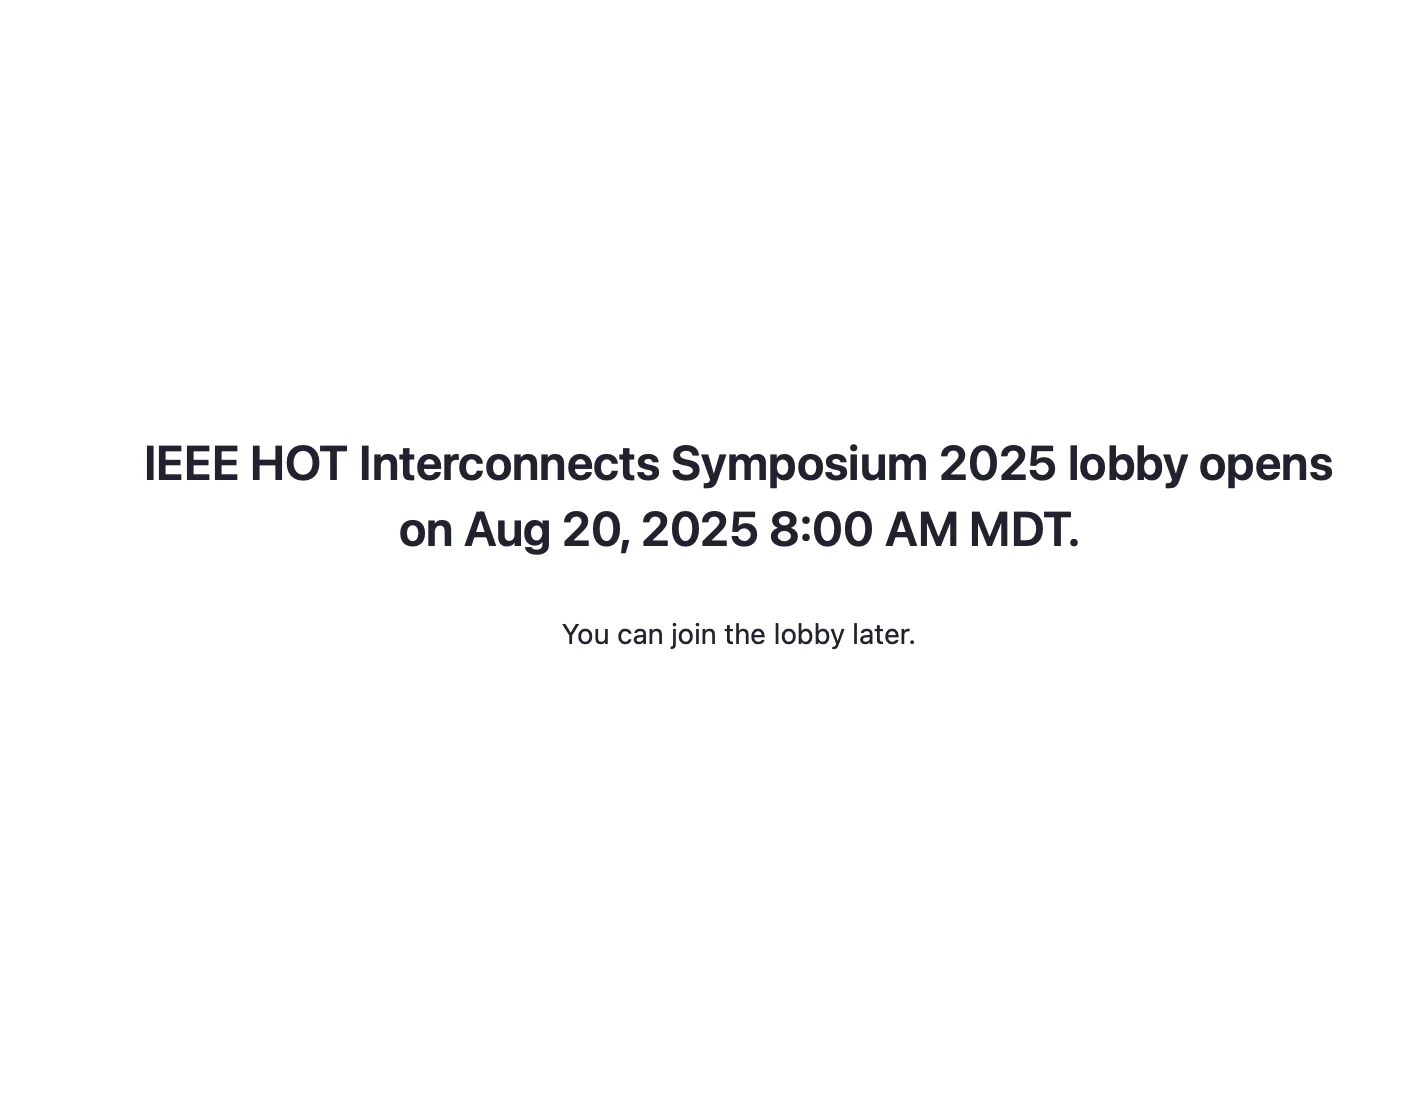 IEEE HOT Interconnects Symposium 2025 lobby opens
on Aug 20, 2025 8:00 AM MDT.
You can join the lobby later.